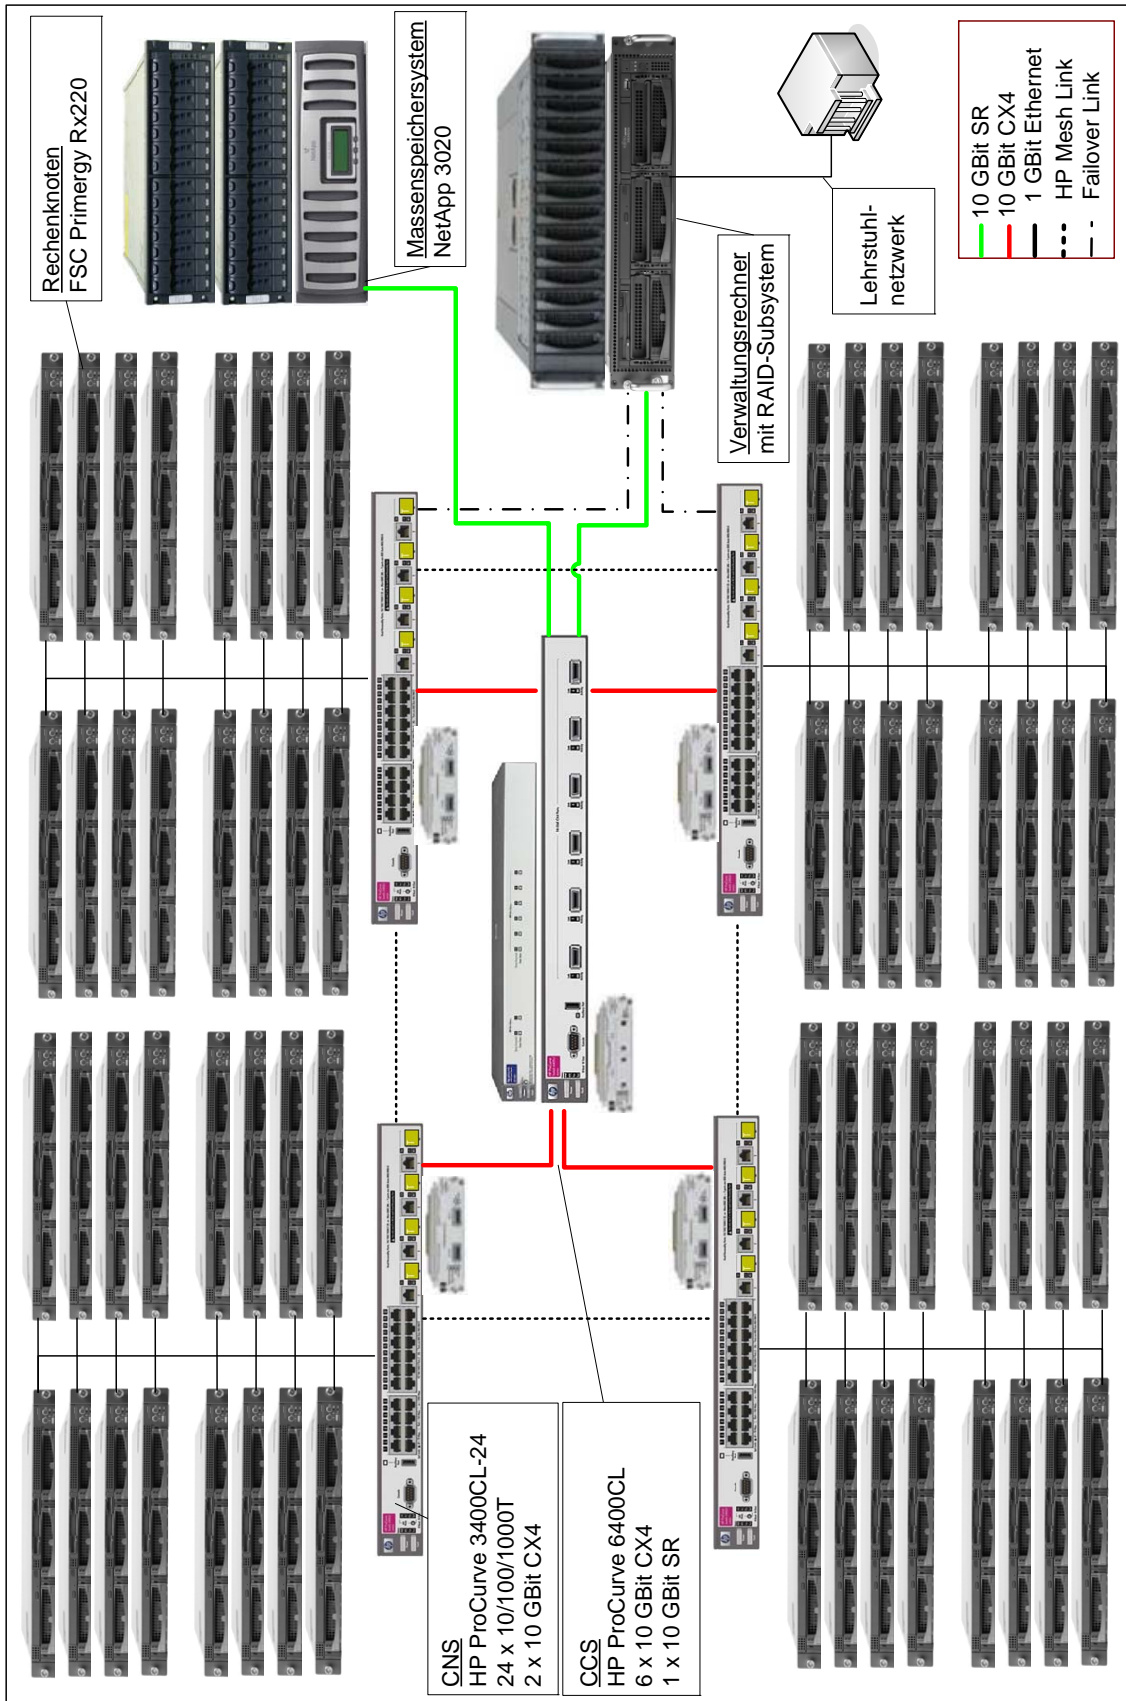 Rechenknoten
FSC Primergy Rx220
Massenspeichersystem
NetApp 3020
Verwaltungsrechner
mit RAID-Subsystem
Lehrstuhl-
netzwerk
10 GBit SR
10 GBit CX4
1 GBit Ethernet
HP Mesh Link
Failover Link
CNS
HP ProCurve 3400CL-24
24 x 10/100/1000T
2 x 10 GBit CX4
CCS
HP ProCurve 6400CL
6 x 10 GBit CX4
1 x 10 GBit SR